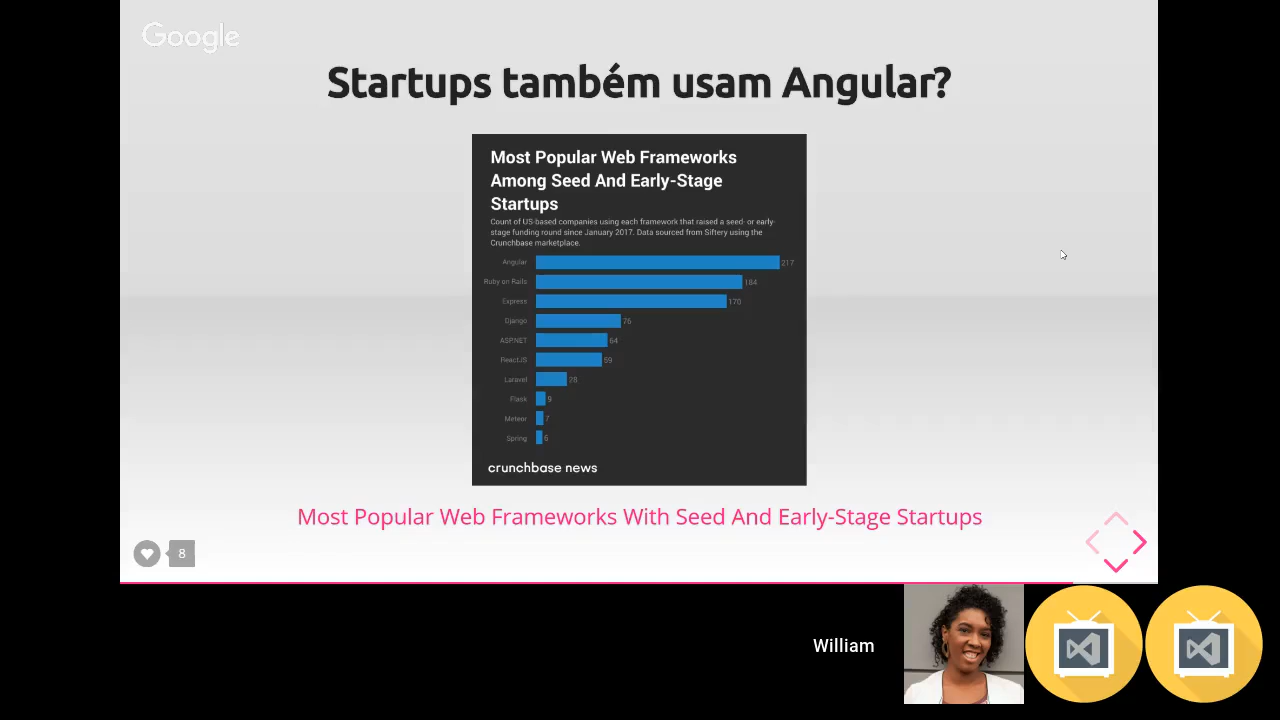 Google
Startups também usam Angular?
Most Popular Web Frameworks
Among Seed And Early-Stage
Startups
Count of US-based companies using each framework that raised a seed- or early-
stage funding round since January 2017. Data sourced from Siftery using the
Crunchbase marketplace.
Angular 217
Ruby on Rails 184
Express 170
Django 76
ASP.NET 64
ReactJS 59
Laravel 28
Flask 9
Meteor 7
Spring 6
crunchbase news
Most Popular Web Frameworks With Seed And Early-Stage Startups
8
William